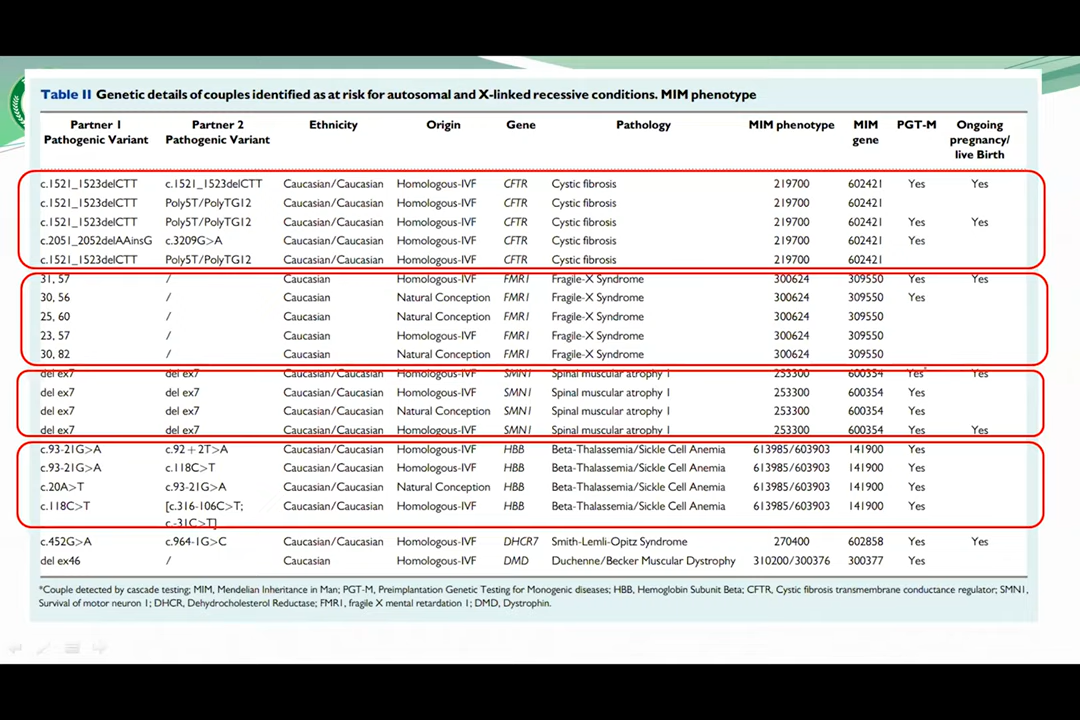 Table II Genetic details of couples identified as at risk for autosomal and X-linked recessive conditions. MIM phenotype
Partner 1 Pathogenic Variant Partner 2 Pathogenic Variant Ethnicity Origin Gene Pathology MIM phenotype MIM gene PGT-M Ongoing pregnancy/ live Birth
c.1521_1523delCTT c.1521_1523delCTT Caucasian/Caucasian Homologous-IVF CFTR Cystic fibrosis 219700 602421 Yes Yes
c.1521_1523delCTT Poly5T/PolyTG12 Caucasian/Caucasian Homologous-IVF CFTR Cystic fibrosis 219700 602421
c.1521_1523delCTT Poly5T/PolyTG12 Caucasian/Caucasian Homologous-IVF CFTR Cystic fibrosis 219700 602421 Yes Yes
c.2051_2052delAAinsG c.3209G>A Caucasian/Caucasian Homologous-IVF CFTR Cystic fibrosis 219700 602421 Yes
c.1521_1523delCTT Poly5T/PolyTG12 Caucasian/Caucasian Homologous-IVF CFTR Cystic fibrosis 219700 602421
31, 57 / Caucasian Homologous-IVF FMR1 Fragile-X Syndrome 300624 309550 Yes Yes
30, 56 / Caucasian Natural Conception FMR1 Fragile-X Syndrome 300624 309550 Yes
25, 60 / Caucasian Natural Conception FMR1 Fragile-X Syndrome 300624 309550
23, 57 / Caucasian Homologous-IVF FMR1 Fragile-X Syndrome 300624 309550
30, 82 / Caucasian Natural Conception FMR1 Fragile-X Syndrome 300624 309550
del ex7 del ex7 Caucasian/Caucasian Homologous-IVF SMN1 Spinal muscular atrophy 1 253300 600354 Yes* Yes
del ex7 del ex7 Caucasian/Caucasian Homologous-IVF SMN1 Spinal muscular atrophy 1 253300 600354 Yes
del ex7 del ex7 Caucasian/Caucasian Natural Conception SMN1 Spinal muscular atrophy 1 253300 600354 Yes
del ex7 del ex7 Caucasian/Caucasian Homologous-IVF SMN1 Spinal muscular atrophy 1 253300 600354 Yes Yes
c.93-21G>A c.92+2T>A Caucasian/Caucasian Homologous-IVF HBB Beta-Thalassemia/Sickle Cell Anemia 613985/603903 141900 Yes
c.93-21G>A c.118C>T Caucasian/Caucasian Homologous-IVF HBB Beta-Thalassemia/Sickle Cell Anemia 613985/603903 141900 Yes
c.20A>T c.93-21G>A Caucasian/Caucasian Natural Conception HBB Beta-Thalassemia/Sickle Cell Anemia 613985/603903 141900 Yes
c.118C>T [c.316-106C>T; c.-31C>T] Caucasian/Caucasian Homologous-IVF HBB Beta-Thalassemia/Sickle Cell Anemia 613985/603903 141900 Yes
c.452G>A c.964-1G>C Caucasian/Caucasian Homologous-IVF DHCR7 Smith-Lemli-Opitz Syndrome 270400 602858 Yes Yes
del ex46 / Caucasian Homologous-IVF DMD Duchenne/Becker Muscular Dystrophy 310200/300376 300377 Yes
*Couple detected by cascade testing; MIM, Mendelian Inheritance in Man; PGT-M, Preimplantation Genetic Testing for Monogenic diseases; HBB, Hemoglobin Subunit Beta; CFTR, Cystic fibrosis transmembrane conductance regulator; SMN1,
Survival of motor neuron 1; DHCR, Dehydrocholesterol Reductase; FMR1, fragile X mental retardation 1; DMD, Dystrophin.